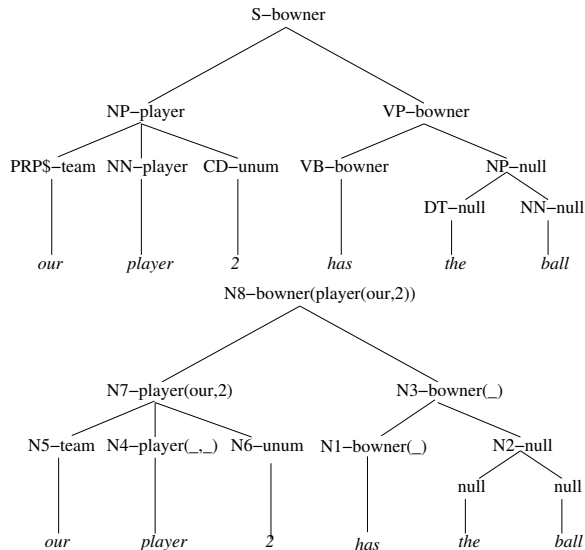 S−bowner
NP−player VP−bowner
PRP$−team NN−player CD−unum VB−bowner NP−null
DT−null NN−null
our player 2 has the ball
N8−bowner(player(our,2))
N7−player(our,2) N3−bowner(_)
N5−team N4−player(_,_) N6−unum N1−bowner(_) N2−null
null null
our player 2 has the ball